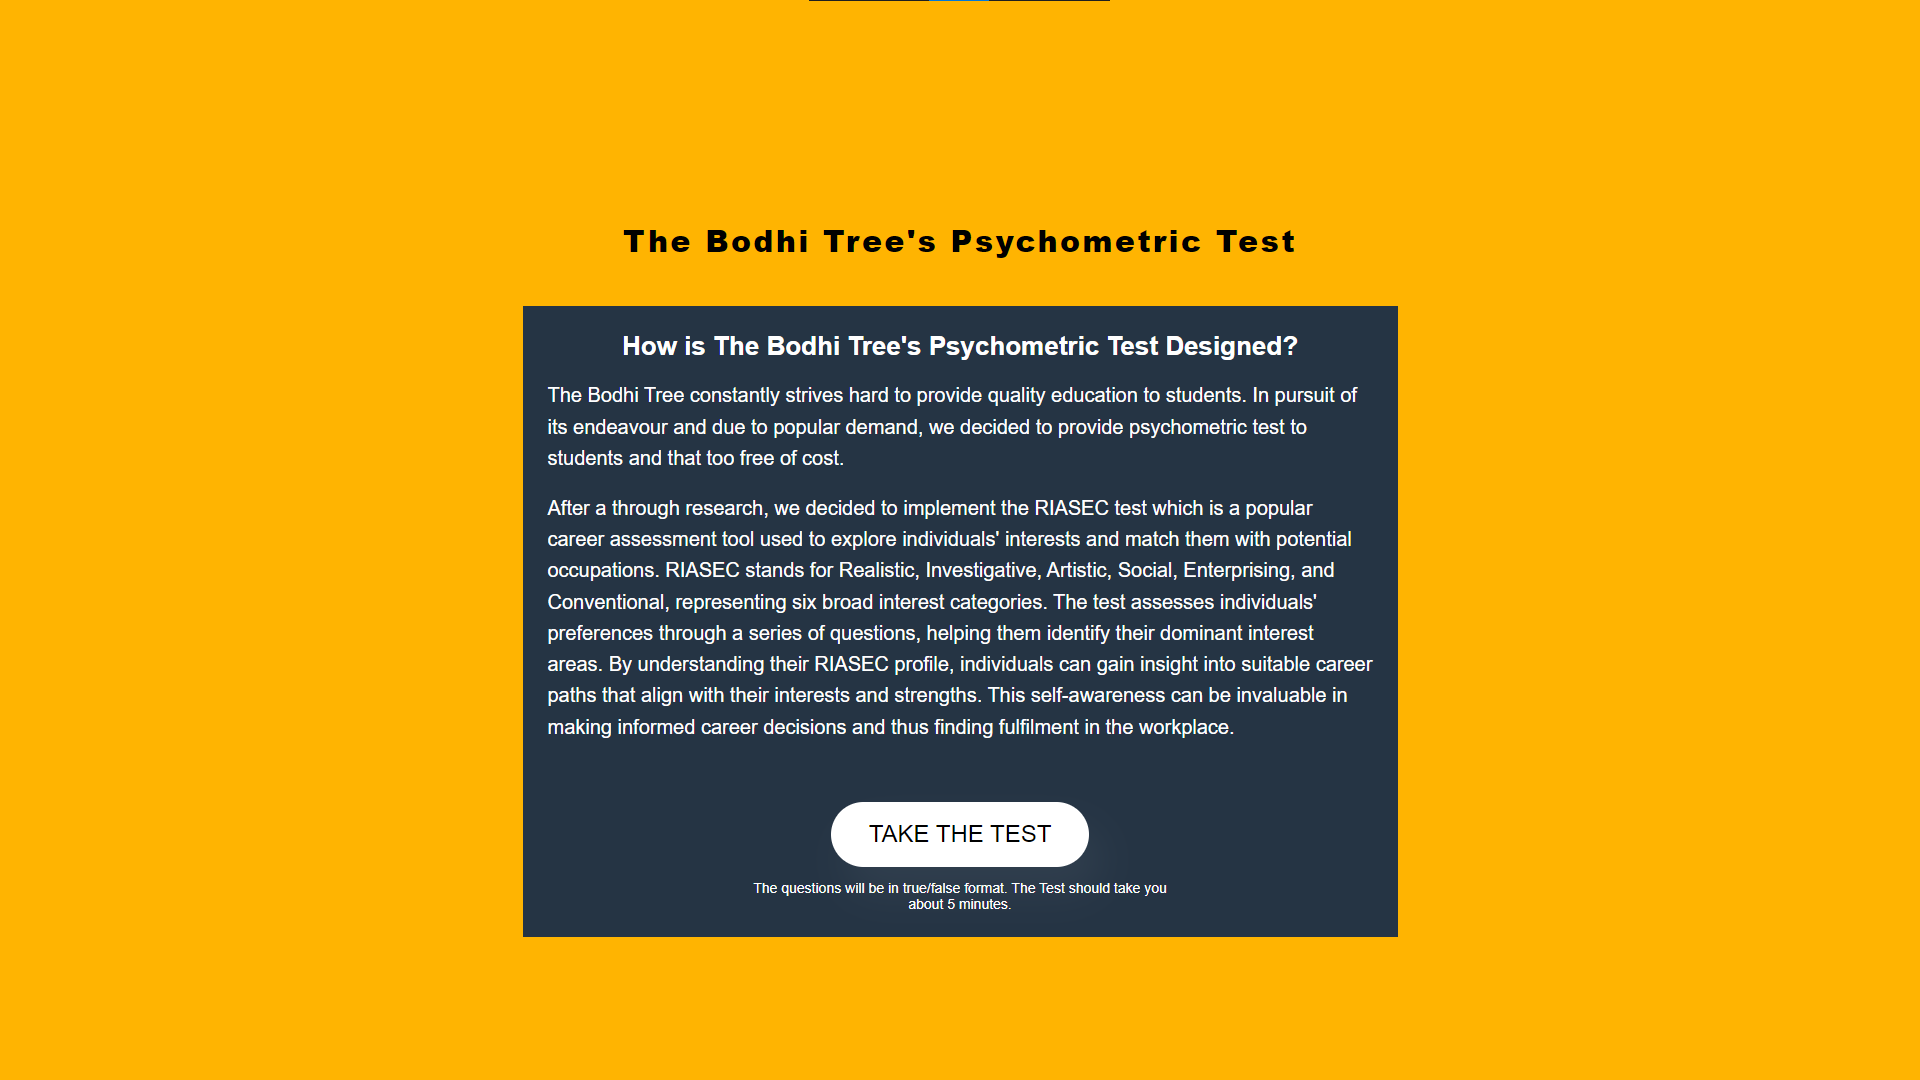 The Bodhi Tree's Psychometric Test
How is The Bodhi Tree's Psychometric Test Designed?
The Bodhi Tree constantly strives hard to provide quality education to students. In pursuit of
its endeavour and due to popular demand, we decided to provide psychometric test to
students and that too free of cost.
After a through research, we decided to implement the RIASEC test which is a popular
career assessment tool used to explore individuals' interests and match them with potential
occupations. RIASEC stands for Realistic, Investigative, Artistic, Social, Enterprising, and
Conventional, representing six broad interest categories. The test assesses individuals'
preferences through a series of questions, helping them identify their dominant interest
areas. By understanding their RIASEC profile, individuals can gain insight into suitable career
paths that align with their interests and strengths. This self-awareness can be invaluable in
making informed career decisions and thus finding fulfilment in the workplace.
TAKE THE TEST
The questions will be in true/false format. The Test should take you
about 5 minutes.